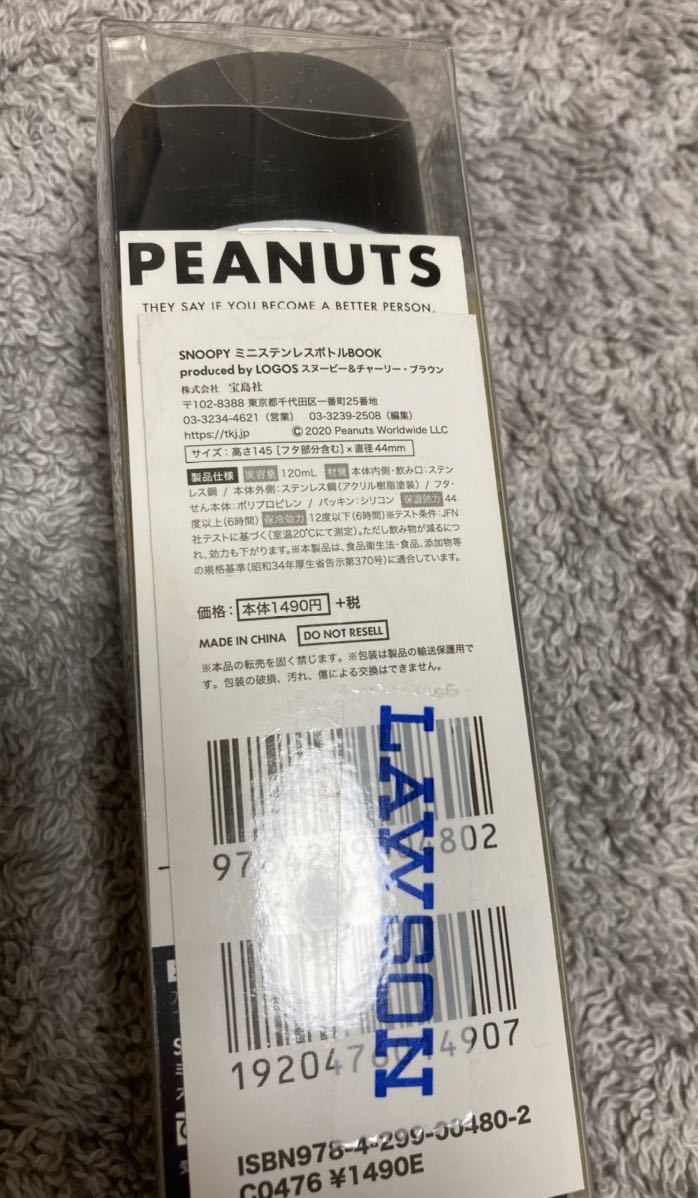 PEANUTS
THEY SAY IF YOU BECOME A BETTER PERSON,
SNOOPY ミニステンレスボトルBOOK
produced by LOGOS スヌーピー&チャーリー・ブラウン
株式会社 宝島社
〒102-8388 東京都千代田区一番町25番地
03-3234-4621(営業) 03-3239-2508(編集)
https://tkj.jp © 2020 Peanuts Worldwide LLC
サイズ:高さ145[フタ部分含む]×直径44mm
製品仕様 実容量 120mL 材質 本体内側・飲み口:ステン
レス鋼/本体外側:ステンレス鋼(アクリル樹脂塗装)/フタ・
せん本体:ポリプロピレン/パッキン:シリコン 保温効力 44
度以上(6時間) 保冷効力 12度以下(6時間)※テスト条件:JFN
社テストに基づく(室温20℃にて測定)。ただし飲み物が減るにつ
れ、効力も下がります。※本製品は、食品衛生法・食品、添加物等
の規格基準(昭和34年厚生省告示第370号)に適合しています。
価格:本体1490円 +税
MADE IN CHINA DO NOT RESELL
※本品の転売を固く禁じます。※包装は製品の輸送保護用で
す。包装の破損、汚れ、傷による交換はできません。
LAWSON
ISBN978-4-299-00480-2
C0476 ¥1490E